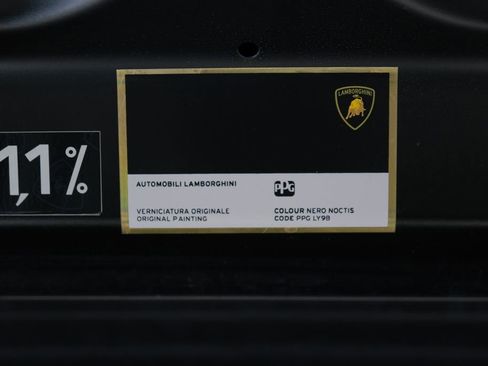 LAMBORGHINI
1,1%
AUTOMOBILI LAMBORGHINI
PPG
VERNICIATURA ORIGINALE
ORIGINAL PAINTING
COLOUR NERO NOCTIS
CODE PPG LY9B